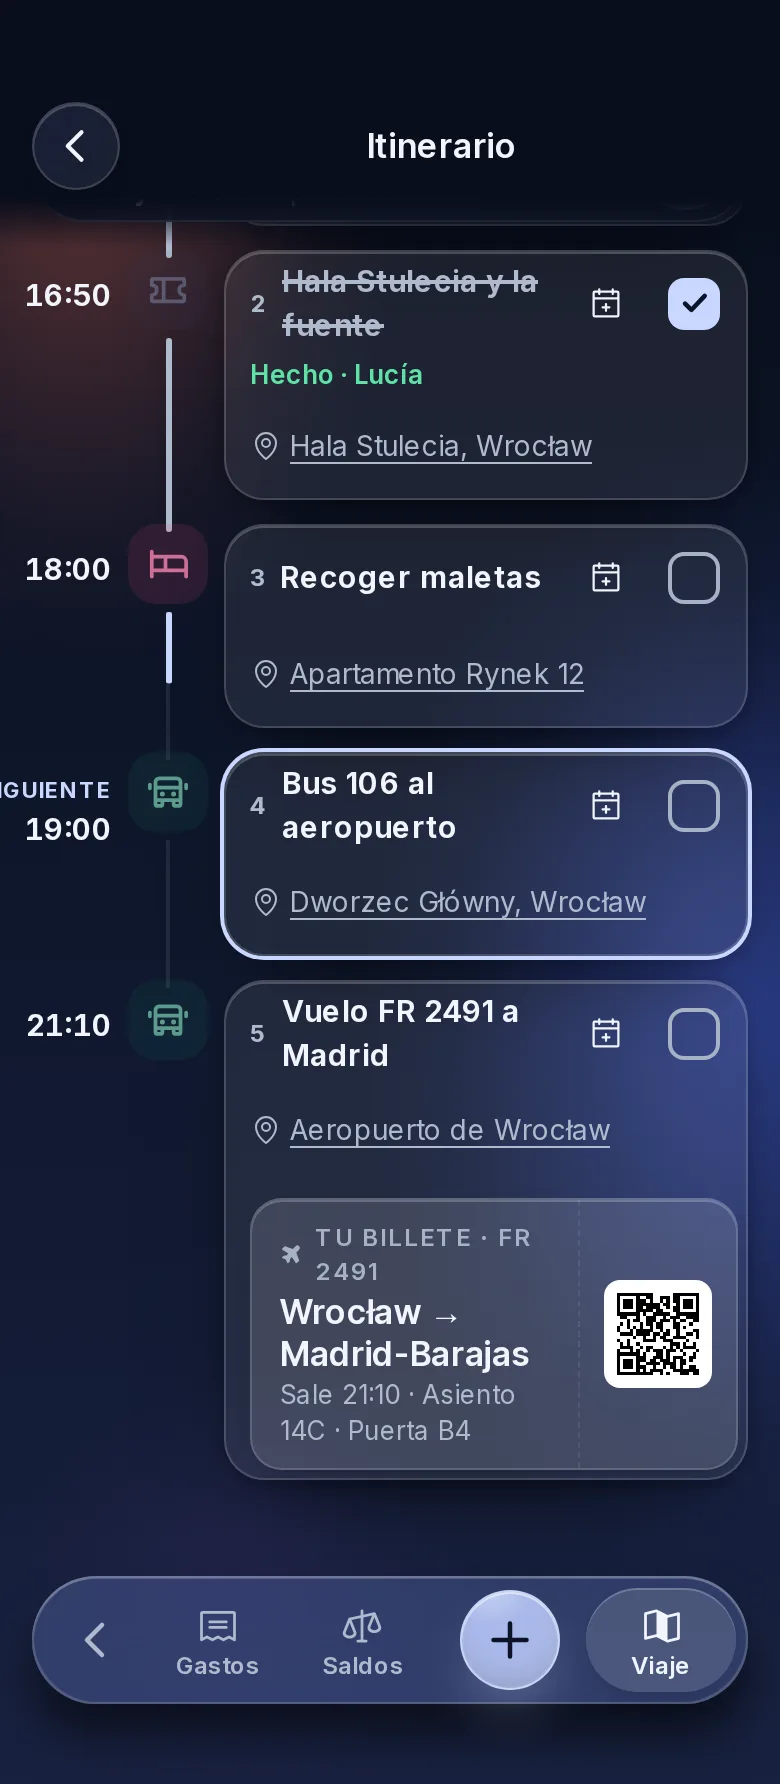 Itinerario
16:50
2
Hala Stulecia y la
fuente
Hecho · Lucía
Hala Stulecia, Wrocław
18:00
3
Recoger maletas
Apartamento Rynek 12
IGUIENTE
19:00
4
Bus 106 al
aeropuerto
Dworzec Główny, Wrocław
21:10
5
Vuelo FR 2491 a
Madrid
Aeropuerto de Wrocław
TU BILLETE · FR
2491
Wrocław →
Madrid-Barajas
Sale 21:10 · Asiento
14C · Puerta B4
Gastos
Saldos
Viaje